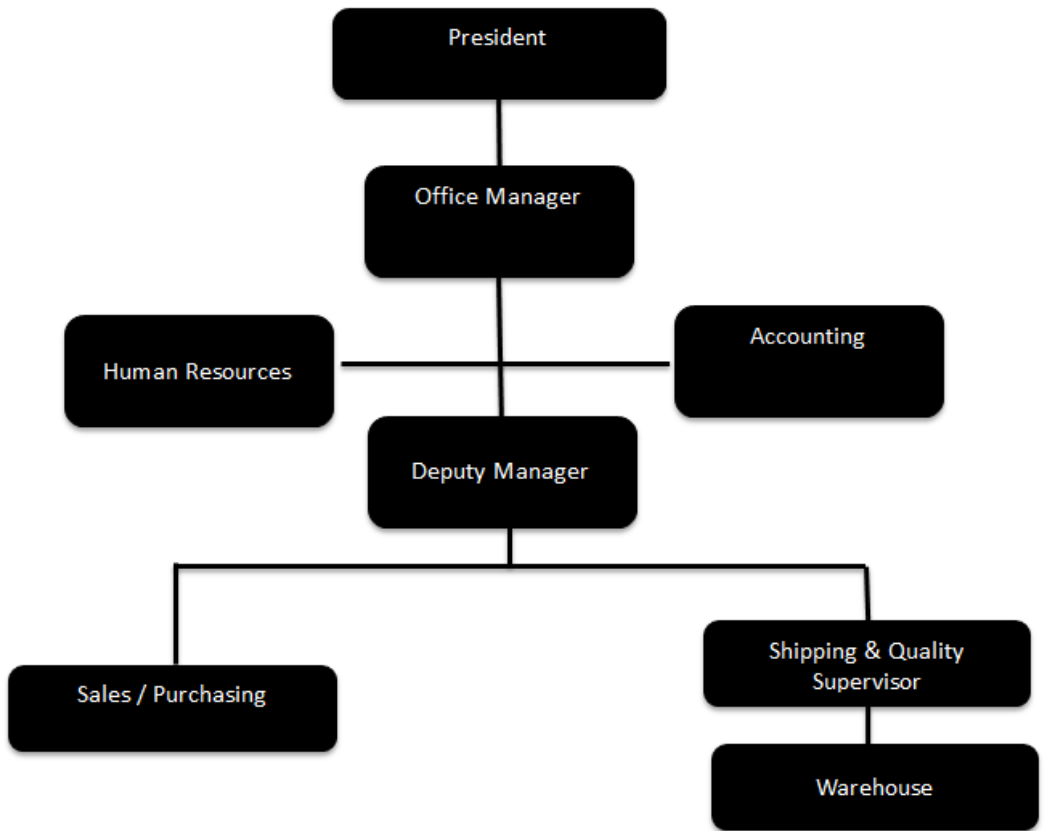 President
Office Manager
Human Resources
Accounting
Deputy Manager
Sales / Purchasing
Shipping & Quality
Supervisor
Warehouse